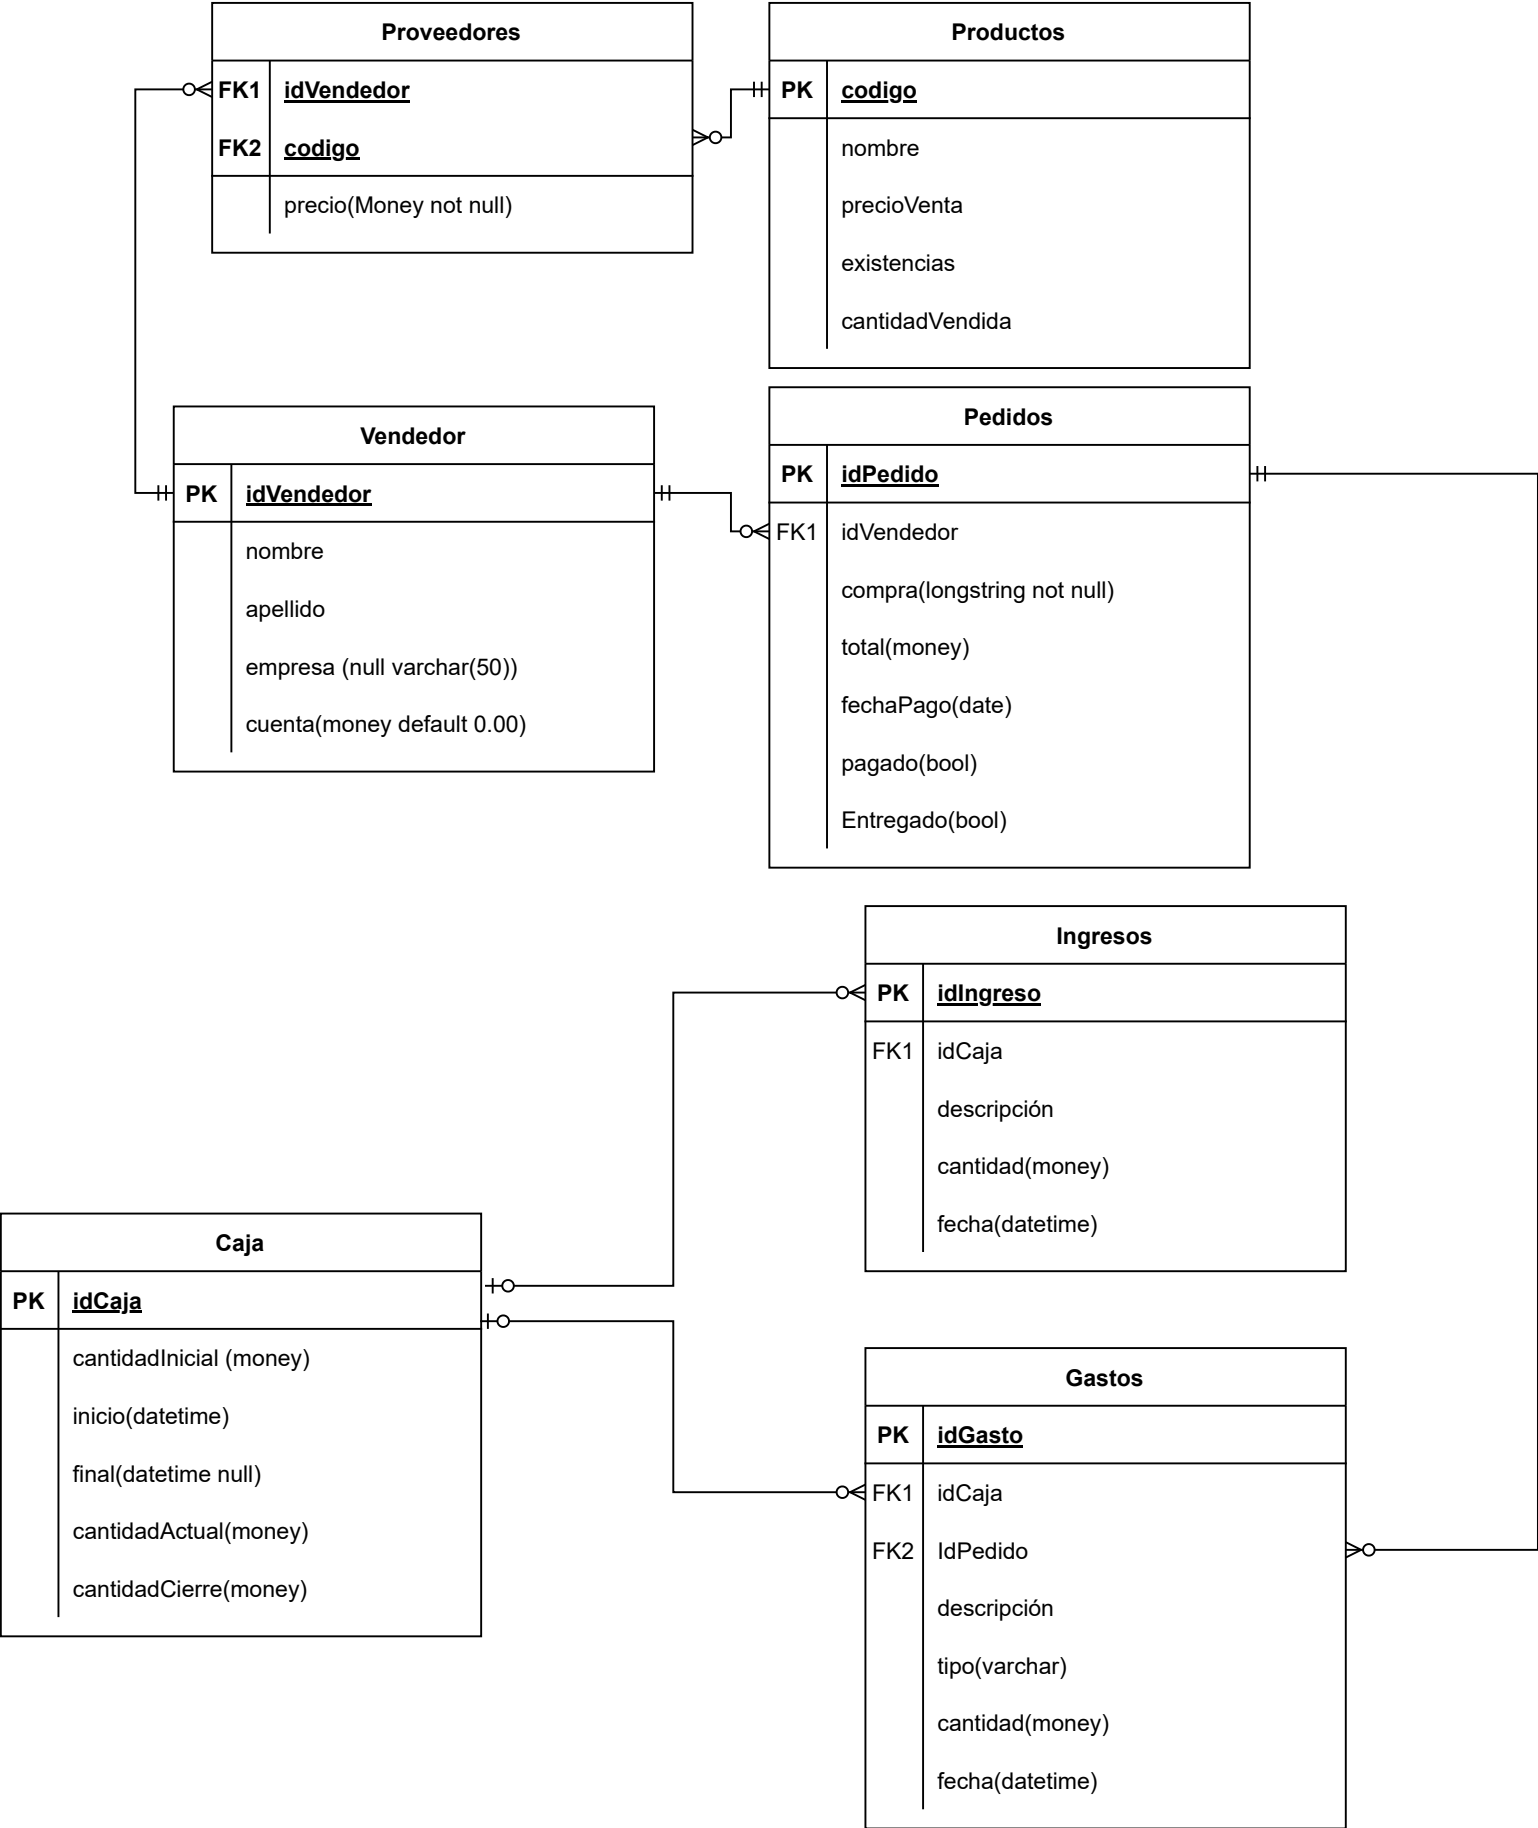 Proveedores
FK1 idVendedor
FK2 codigo
precio(Money not null)
Productos
PK codigo
nombre
precioVenta
existencias
cantidadVendida
Vendedor
PK idVendedor
nombre
apellido
empresa (null varchar(50))
cuenta(money default 0.00)
Pedidos
PK idPedido
FK1 idVendedor
compra(longstring not null)
total(money)
fechaPago(date)
pagado(bool)
Entregado(bool)
Ingresos
PK idIngreso
FK1 idCaja
descripción
cantidad(money)
fecha(datetime)
Caja
PK idCaja
cantidadInicial (money)
inicio(datetime)
final(datetime null)
cantidadActual(money)
cantidadCierre(money)
Gastos
PK idGasto
FK1 idCaja
FK2 IdPedido
descripción
tipo(varchar)
cantidad(money)
fecha(datetime)